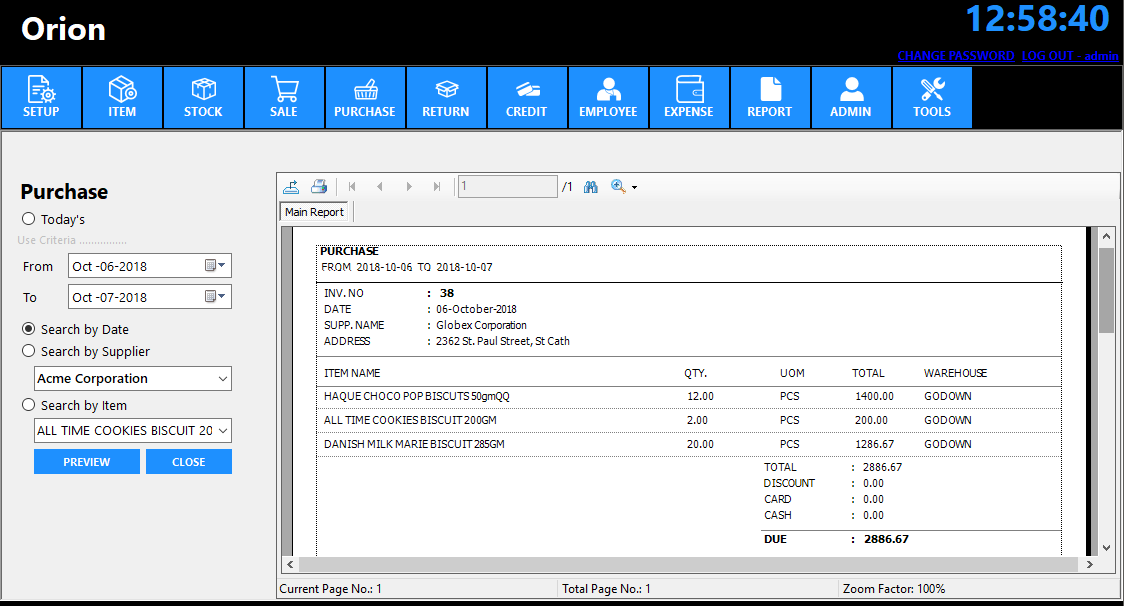 Orion
12:58:40
CHANGE PASSWORD LOG OUT - admin
SETUP ITEM STOCK SALE PURCHASE RETURN CREDIT EMPLOYEE EXPENSE REPORT ADMIN TOOLS
Purchase
Today's
Use Criteria ................
From Oct -06-2018
To Oct -07-2018
Search by Date
Search by Supplier
Acme Corporation
Search by Item
ALL TIME COOKIES BISCUIT 20
PREVIEW CLOSE
1 /1
Main Report
PURCHASE
FROM 2018-10-06 TO 2018-10-07
INV. NO : 38
DATE : 06-October-2018
SUPP. NAME : Globex Corporation
ADDRESS : 2362 St. Paul Street, St Cath
ITEM NAME QTY. UOM TOTAL WAREHOUSE
HAQUE CHOCO POP BISCUTS 50gmQQ 12.00 PCS 1400.00 GODOWN
ALL TIME COOKIES BISCUIT 200GM 2.00 PCS 200.00 GODOWN
DANISH MILK MARIE BISCUIT 285GM 20.00 PCS 1286.67 GODOWN
TOTAL : 2886.67
DISCOUNT : 0.00
CARD : 0.00
CASH : 0.00
DUE : 2886.67
Current Page No.: 1 Total Page No.: 1 Zoom Factor: 100%